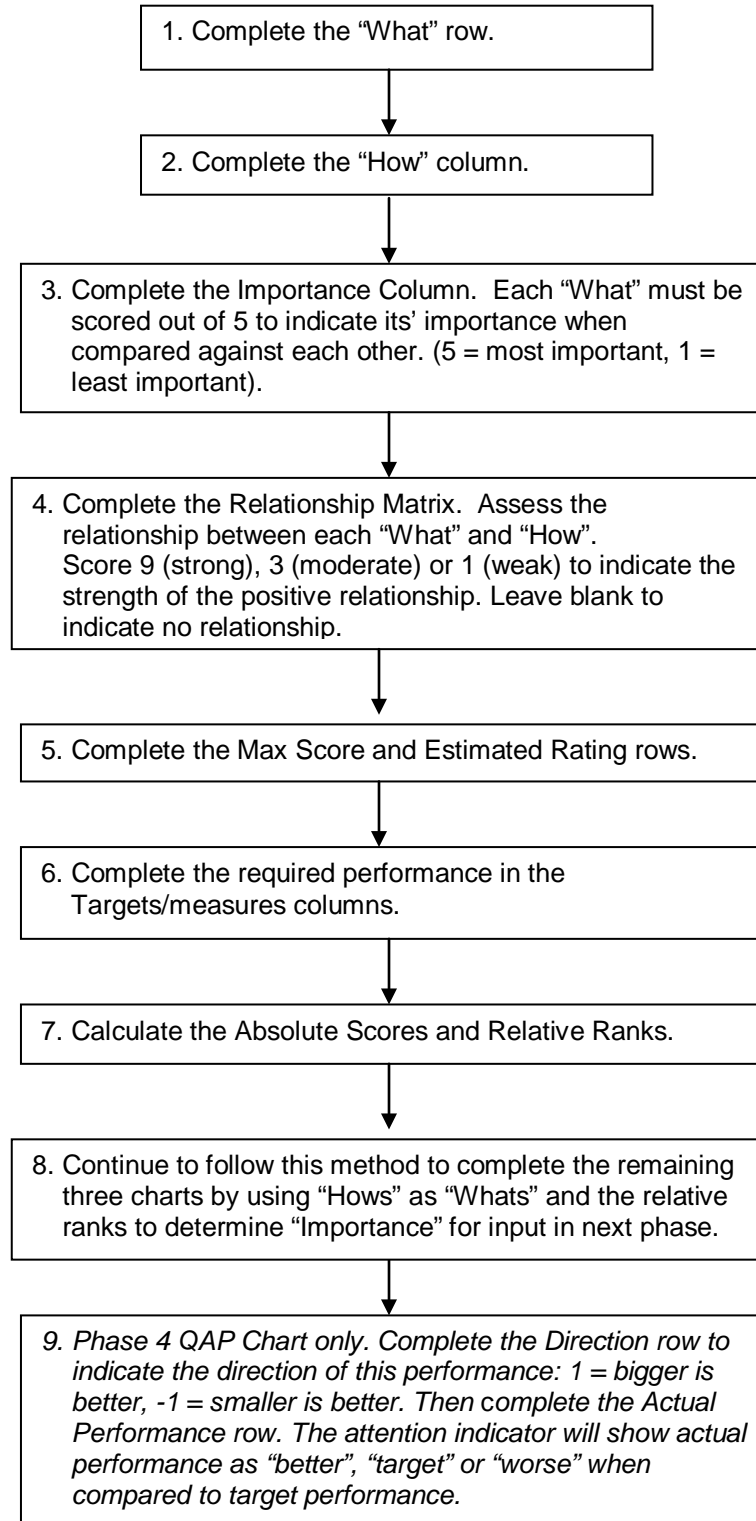 1. Complete the “What” row.
2. Complete the “How” column.
3. Complete the Importance Column. Each “What” must be
scored out of 5 to indicate its’ importance when
compared against each other. (5 = most important, 1 =
least important).
4. Complete the Relationship Matrix. Assess the
relationship between each “What” and “How”.
Score 9 (strong), 3 (moderate) or 1 (weak) to indicate the
strength of the positive relationship. Leave blank to
indicate no relationship.
5. Complete the Max Score and Estimated Rating rows.
6. Complete the required performance in the
Targets/measures columns.
7. Calculate the Absolute Scores and Relative Ranks.
8. Continue to follow this method to complete the remaining
three charts by using “Hows” as “Whats” and the relative
ranks to determine “Importance” for input in next phase.
9. Phase 4 QAP Chart only. Complete the Direction row to
indicate the direction of this performance: 1 = bigger is
better, -1 = smaller is better. Then complete the Actual
Performance row. The attention indicator will show actual
performance as “better”, “target” or “worse” when
compared to target performance.